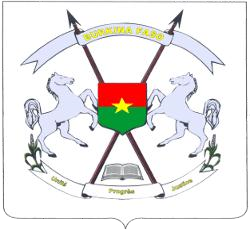 BURKINA FASO
Unité Progrès Justice